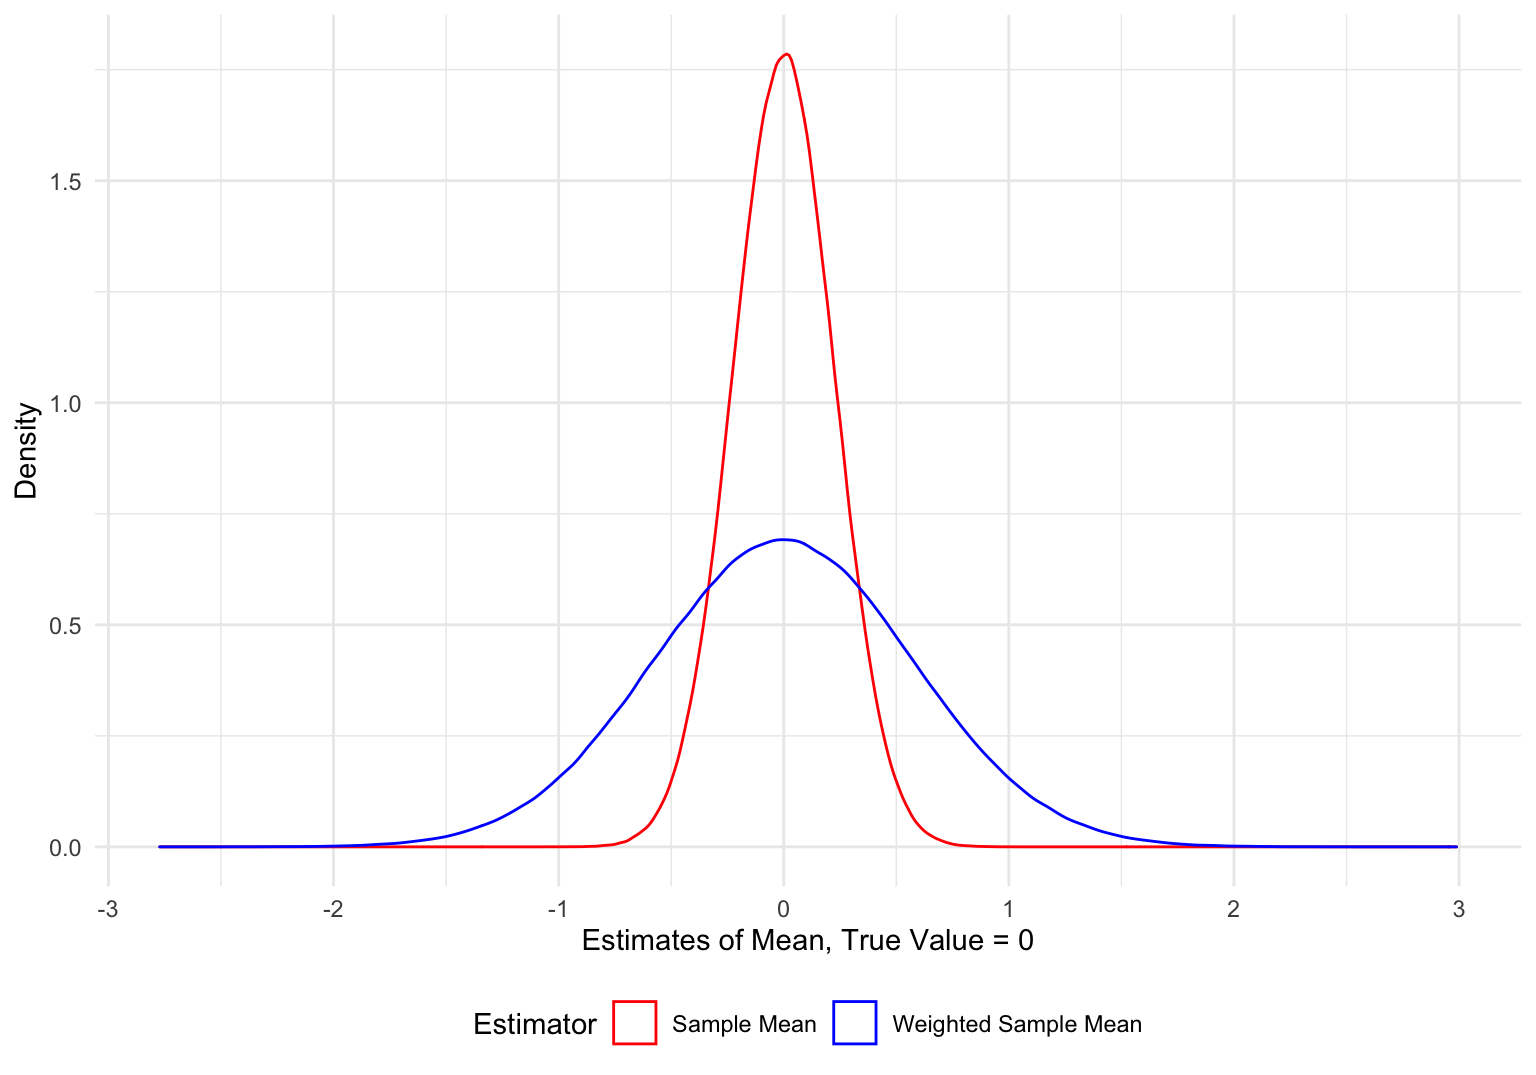 Density
1.5
1.0
0.5
0.0
-3 -2 -1 0 1 2 3
Estimates of Mean, True Value = 0
Estimator Sample Mean Weighted Sample Mean